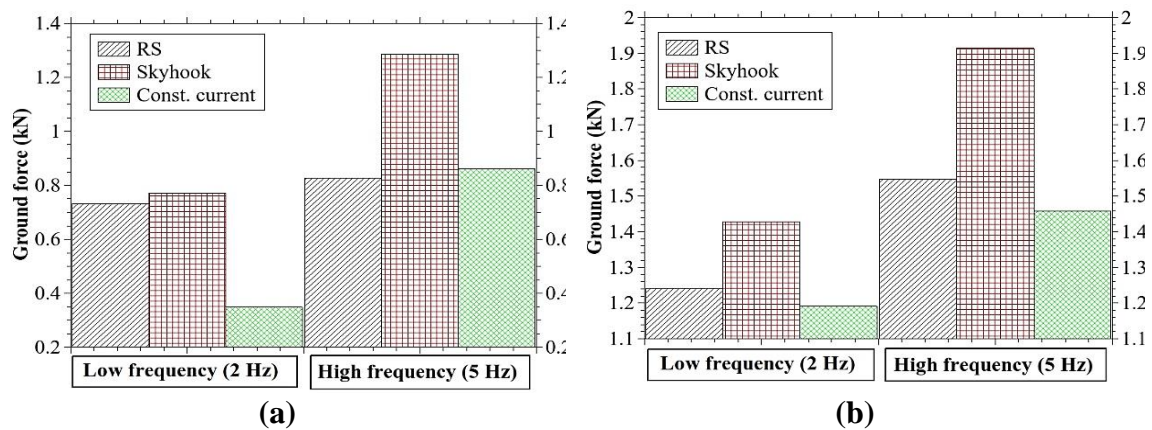 1.4
1.2
1
0.8
0.6
0.4
0.2
Ground force (kN)
RS
Skyhook
Const. current
1.4
1.2
1
0.8
0.6
0.4
0.2
Low frequency (2 Hz)
High frequency (5 Hz)
(a)
2
1.9
1.8
1.7
1.6
1.5
1.4
1.3
1.2
1.1
Ground force (kN)
RS
Skyhook
Const. current
2
1.9
1.8
1.7
1.6
1.5
1.4
1.3
1.2
1.1
Low frequency (2 Hz)
High frequency (5 Hz)
(b)